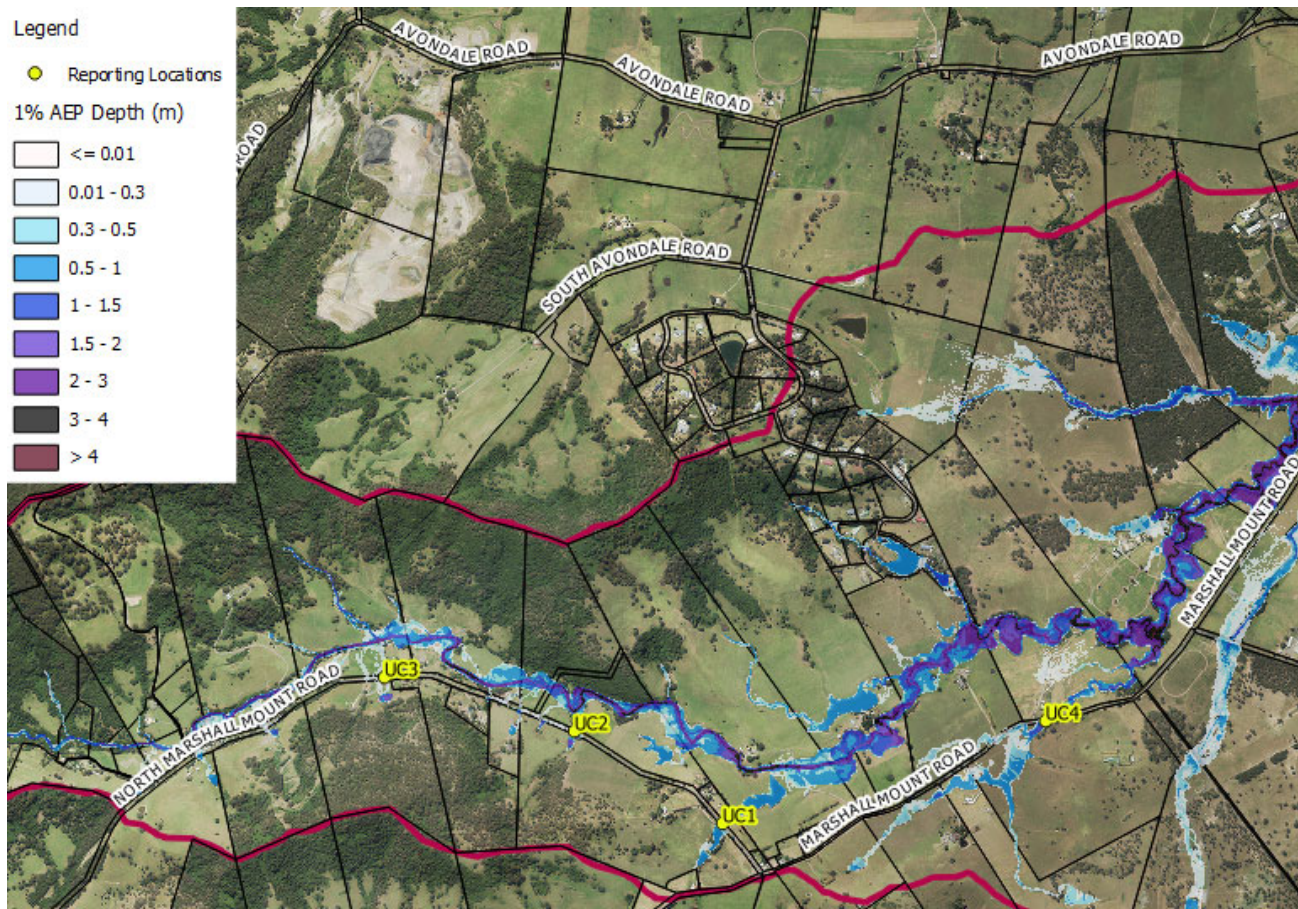 Legend
Reporting Locations
1% AEP Depth (m)
<= 0.01
0.01 - 0.3
0.3 - 0.5
0.5 - 1
1 - 1.5
1.5 - 2
2 - 3
3 - 4
> 4
AVONDALE ROAD
AVONDALE ROAD
AVONDALE ROAD
ROAD
SOUTH AVONDALE ROAD
MARSHALL MOUNT ROAD
UC3
NORTH MARSHALL MOUNT ROAD
UC2
UC4
MARSHALL MOUNT ROAD
UC1